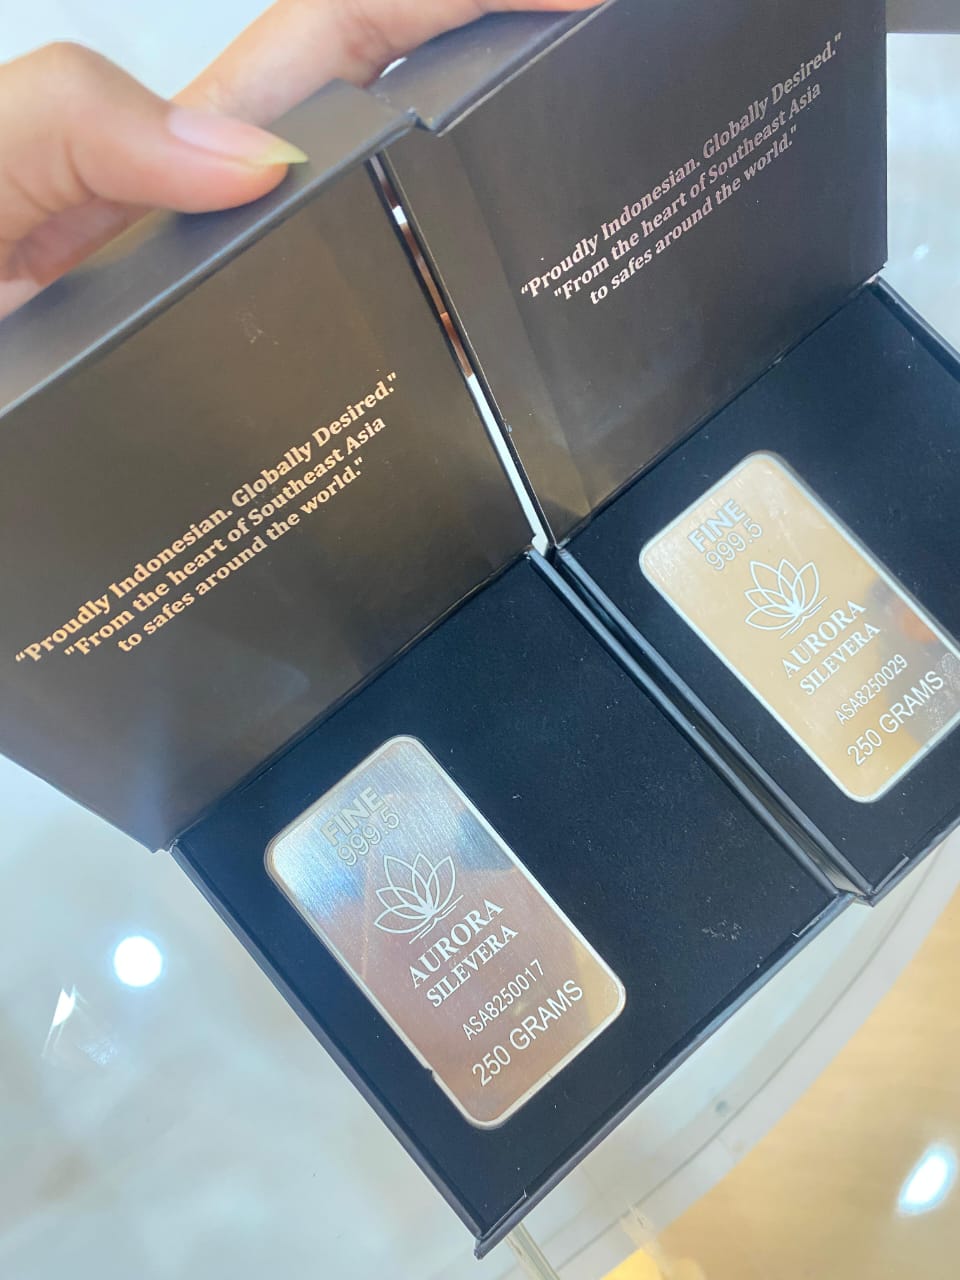 "Proudly Indonesian. Globally Desired."
"From the heart of Southeast Asia
to safes around the world."
"Proudly Indonesian. Globally Desired."
"From the heart of Southeast Asia
to safes around the world."
FINE
999.5
AURORA
SILEVERA
ASA8250017
250 GRAMS
FINE
999.5
AURORA
SILEVERA
ASA8250029
250 GRAMS